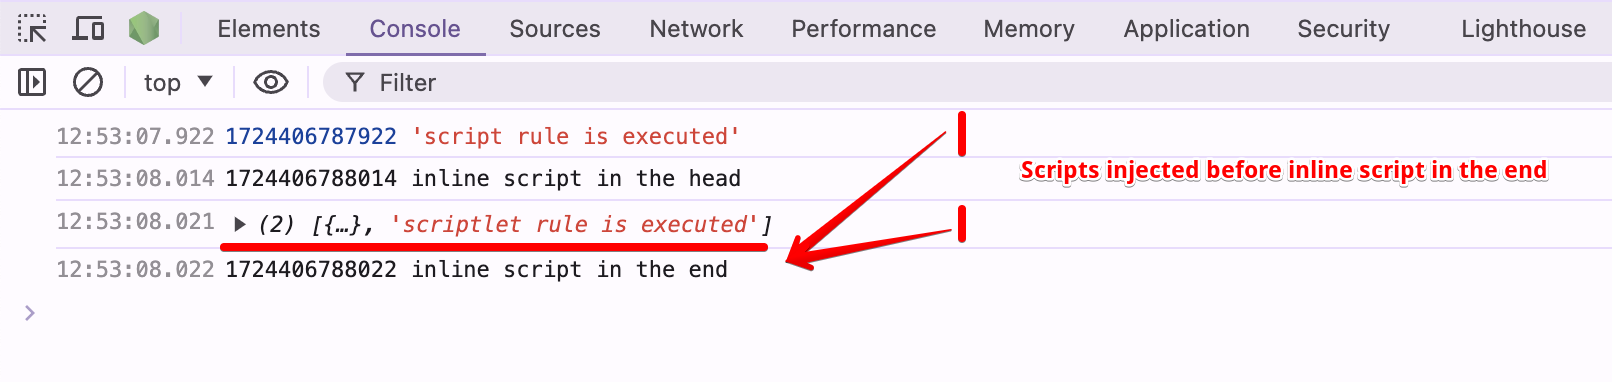 Elements Console Sources Network Performance Memory Application Security Lighthouse
top Filter
12:53:07.922 1724406787922 'script rule is executed'
Scripts injected before inline script in the end
12:53:08.014 1724406788014 inline script in the head
12:53:08.021 (2) [{…}, 'scriptlet rule is executed']
12:53:08.022 1724406788022 inline script in the end